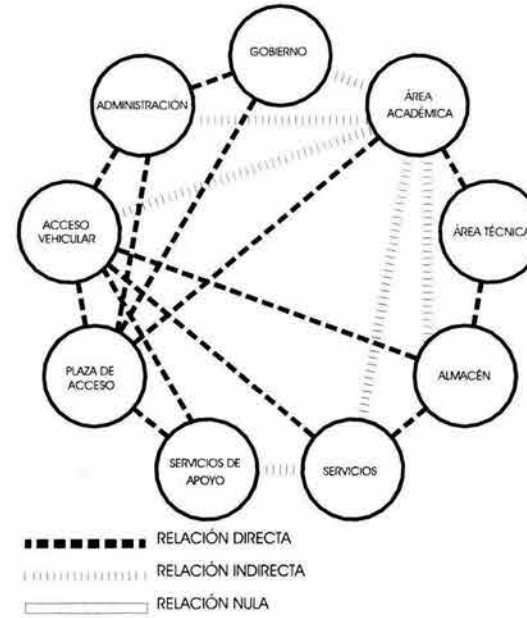 GOBIERNO
ADMINISTRACIÓN
ÁREA
ACADÉMICA
ACCESO
VEHICULAR
ÁREA TÉCNICA
PLAZA DE
ACCESO
ALMACÉN
SERVICIOS DE
APOYO
SERVICIOS
RELACIÓN DIRECTA
RELACIÓN INDIRECTA
RELACIÓN NULA